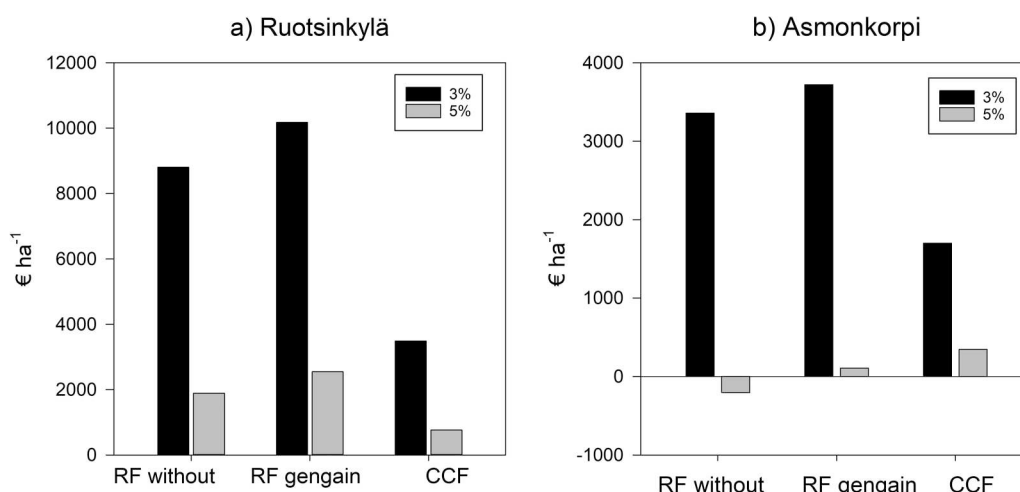 a) Ruotsinkylä
12000
10000
8000
6000
4000
2000
0
€ ha-1
3%
5%
RF without
RF gengain
CCF
b) Asmonkorpi
4000
3000
2000
1000
0
-1000
€ ha-1
3%
5%
RF without
RF gengain
CCF